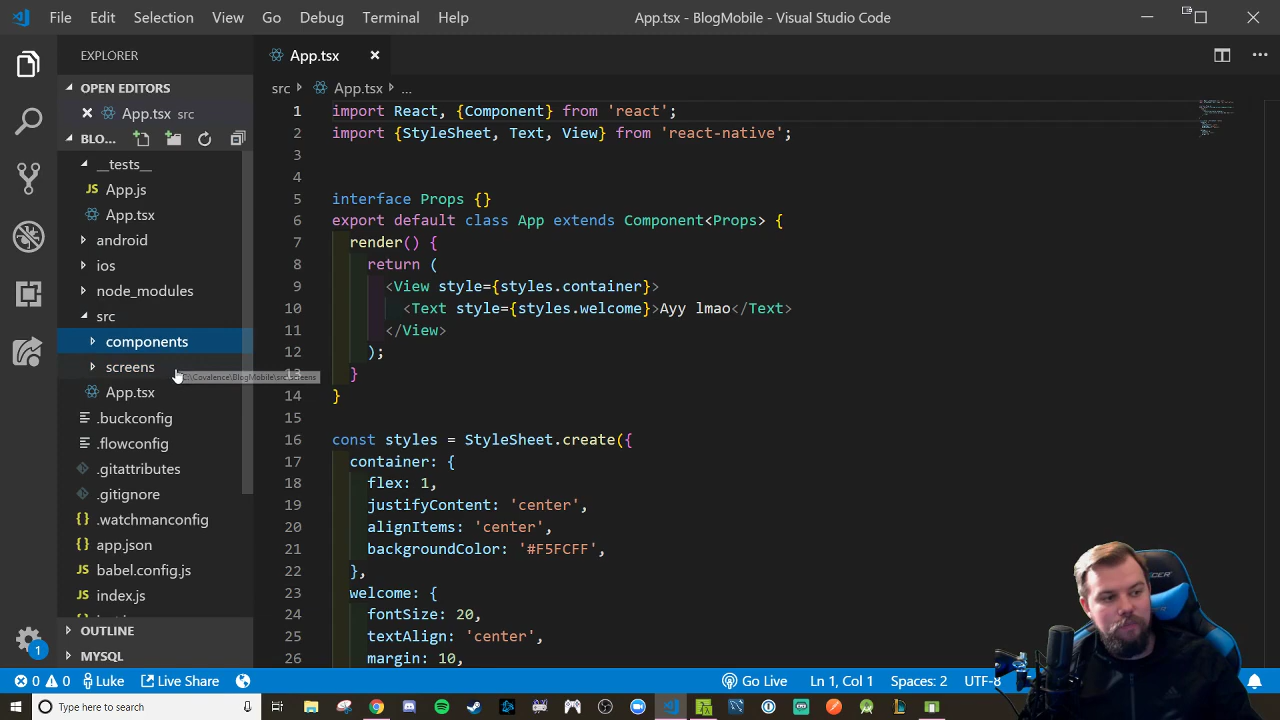 File Edit Selection View Go Debug Terminal Help
App.tsx - BlogMobile - Visual Studio Code
EXPLORER
OPEN EDITORS
App.tsx src
BLO...
__tests__
JS App.js
App.tsx
android
ios
node_modules
src
components
screens
C:\Covalence\BlogMobile\src\screens
App.tsx
.buckconfig
.flowconfig
.gitattributes
.gitignore
{} .watchmanconfig
{} app.json
babel.config.js
JS index.js
OUTLINE
MYSQL
App.tsx
src App.tsx ...
1 import React, {Component} from 'react';
2 import {StyleSheet, Text, View} from 'react-native';
3
4
5 interface Props {}
6 export default class App extends Component<Props> {
7 render() {
8 return (
9 <View style={styles.container}>
10 <Text style={styles.welcome}>Ayy lmao</Text>
11 </View>
12 );
13 }
14 }
15
16 const styles = StyleSheet.create({
17 container: {
18 flex: 1,
19 justifyContent: 'center',
20 alignItems: 'center',
21 backgroundColor: '#F5FCFF',
22 },
23 welcome: {
24 fontSize: 20,
25 textAlign: 'center',
26 margin: 10,
1
0 0 Luke Live Share Go Live Ln 1, Col 1 Spaces: 2 UTF-8
Type here to search